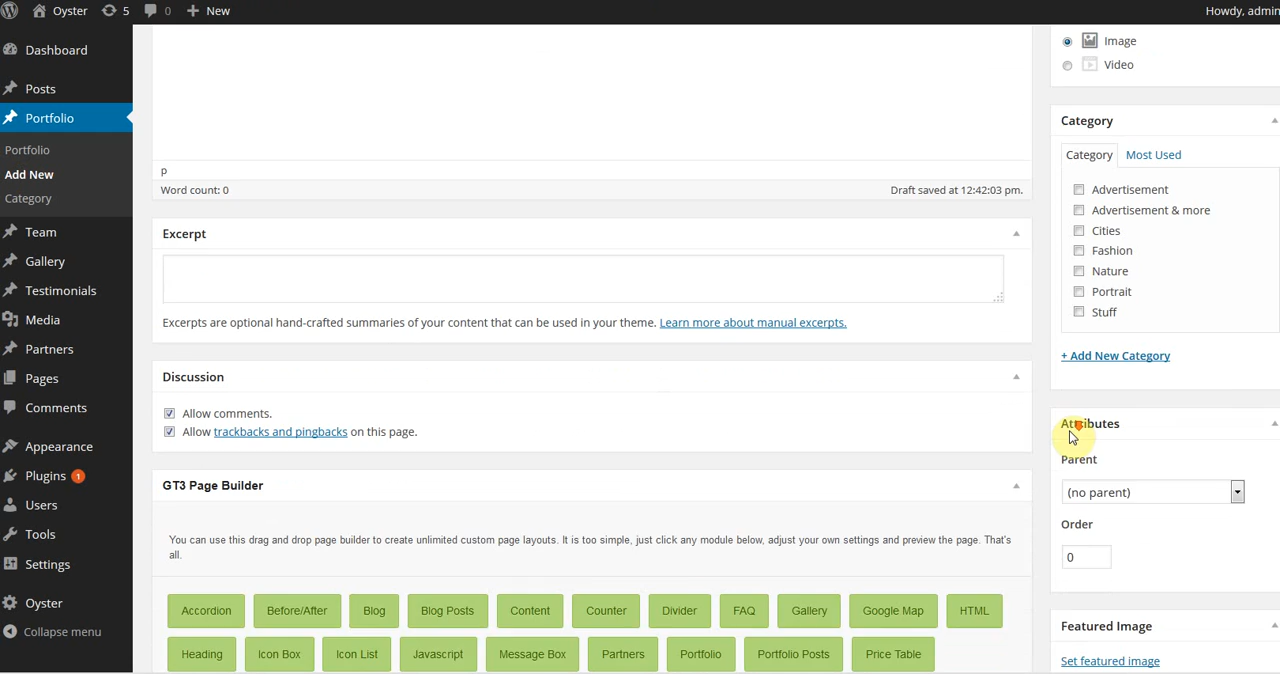 Oyster 5 0 New Howdy, admin
Dashboard
Posts
Portfolio
Portfolio
Add New
Category
Team
Gallery
Testimonials
Media
Partners
Pages
Comments
Appearance
Plugins 1
Users
Tools
Settings
Oyster
Collapse menu
p
Word count: 0 Draft saved at 12:42:03 pm.
Excerpt
Excerpts are optional hand-crafted summaries of your content that can be used in your theme. Learn more about manual excerpts.
Discussion
Allow comments.
Allow trackbacks and pingbacks on this page.
GT3 Page Builder
You can use this drag and drop page builder to create unlimited custom page layouts. It is too simple, just click any module below, adjust your own settings and preview the page. That's
all.
Accordion Before/After Blog Blog Posts Content Counter Divider FAQ Gallery Google Map HTML
Heading Icon Box Icon List Javascript Message Box Partners Portfolio Portfolio Posts Price Table
Image
Video
Category
Category Most Used
Advertisement
Advertisement & more
Cities
Fashion
Nature
Portrait
Stuff
+ Add New Category
Attributes
Parent
(no parent)
Order
0
Featured Image
Set featured image